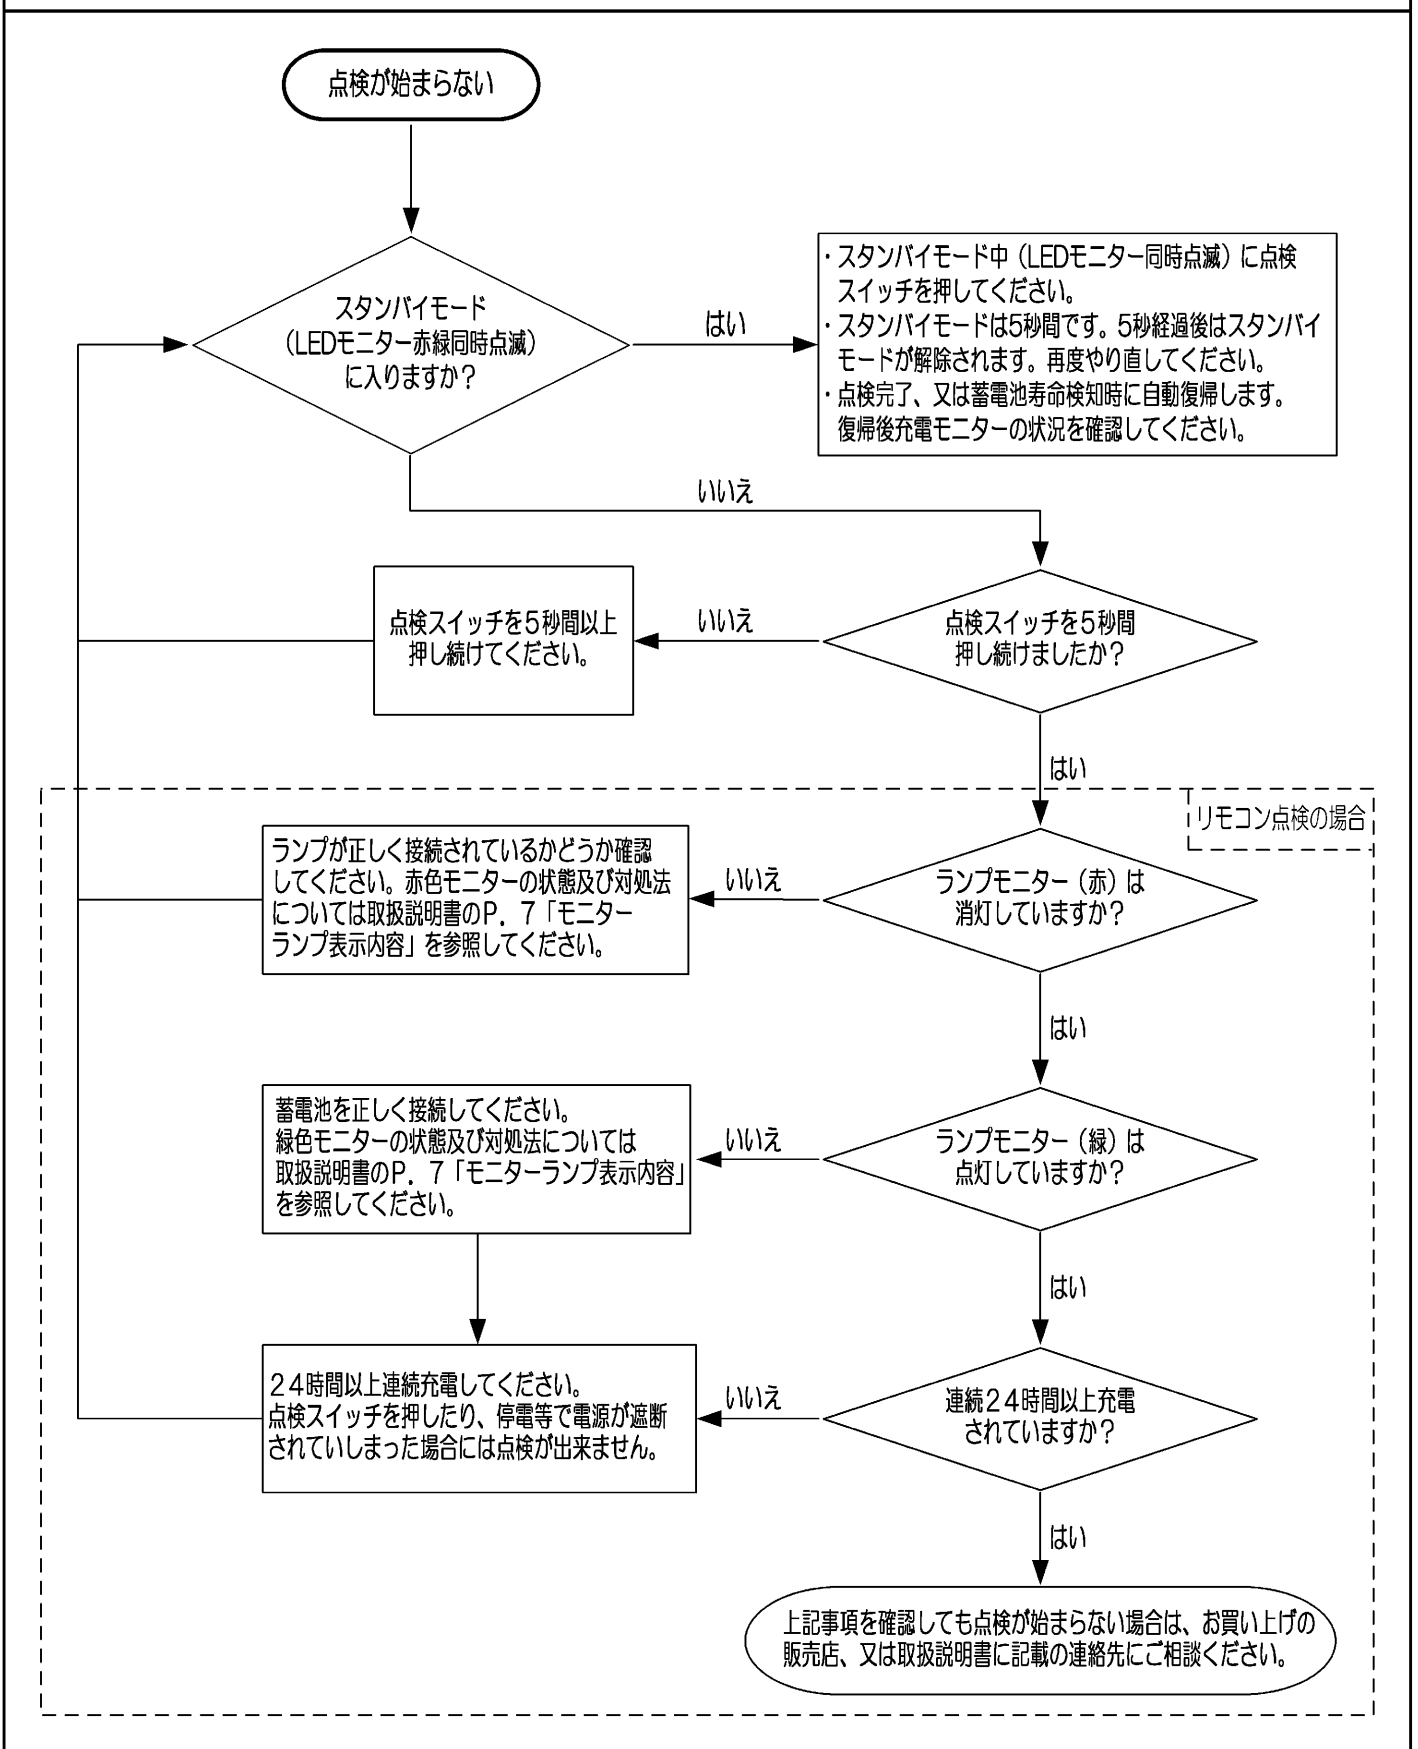 点検が始まらない
スタンバイモード
(LEDモニター赤緑同時点滅)
に入りますか？
はい
・スタンバイモード中（LEDモニター同時点滅）に点検
スイッチを押してください。
・スタンバイモードは5秒間です。5秒経過後はスタンバイ
モードが解除されます。再度やり直してください。
・点検完了、又は蓄電池寿命検知時に自動復帰します。
復帰後充電モニターの状況を確認してください。
いいえ
点検スイッチを５秒間
押し続けましたか？
いいえ
点検スイッチを５秒間以上
押し続けてください。
はい
リモコン点検の場合
ランプモニター（赤）は
消灯していますか？
いいえ
ランプが正しく接続されているかどうか確認
してください。赤色モニターの状態及び対処法
については取扱説明書のＰ．７「モニター
ランプ表示内容」を参照してください。
はい
ランプモニター（緑）は
点灯していますか？
いいえ
蓄電池を正しく接続してください。
緑色モニターの状態及び対処法については
取扱説明書のＰ．７「モニターランプ表示内容」
を参照してください。
はい
連続２４時間以上充電
されていますか？
いいえ
２４時間以上連続充電してください。
点検スイッチを押したり、停電等で電源が遮断
されていしまった場合には点検が出来ません。
はい
上記事項を確認しても点検が始まらない場合は、お買い上げの
販売店、又は取扱説明書に記載の連絡先にご相談ください。